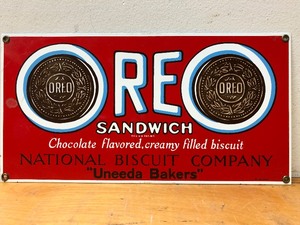 OREO
OREO
OREO
SANDWICH
Chocolate flavored, creamy filled biscuit
NATIONAL BISCUIT COMPANY
"Uneeda Bakers"